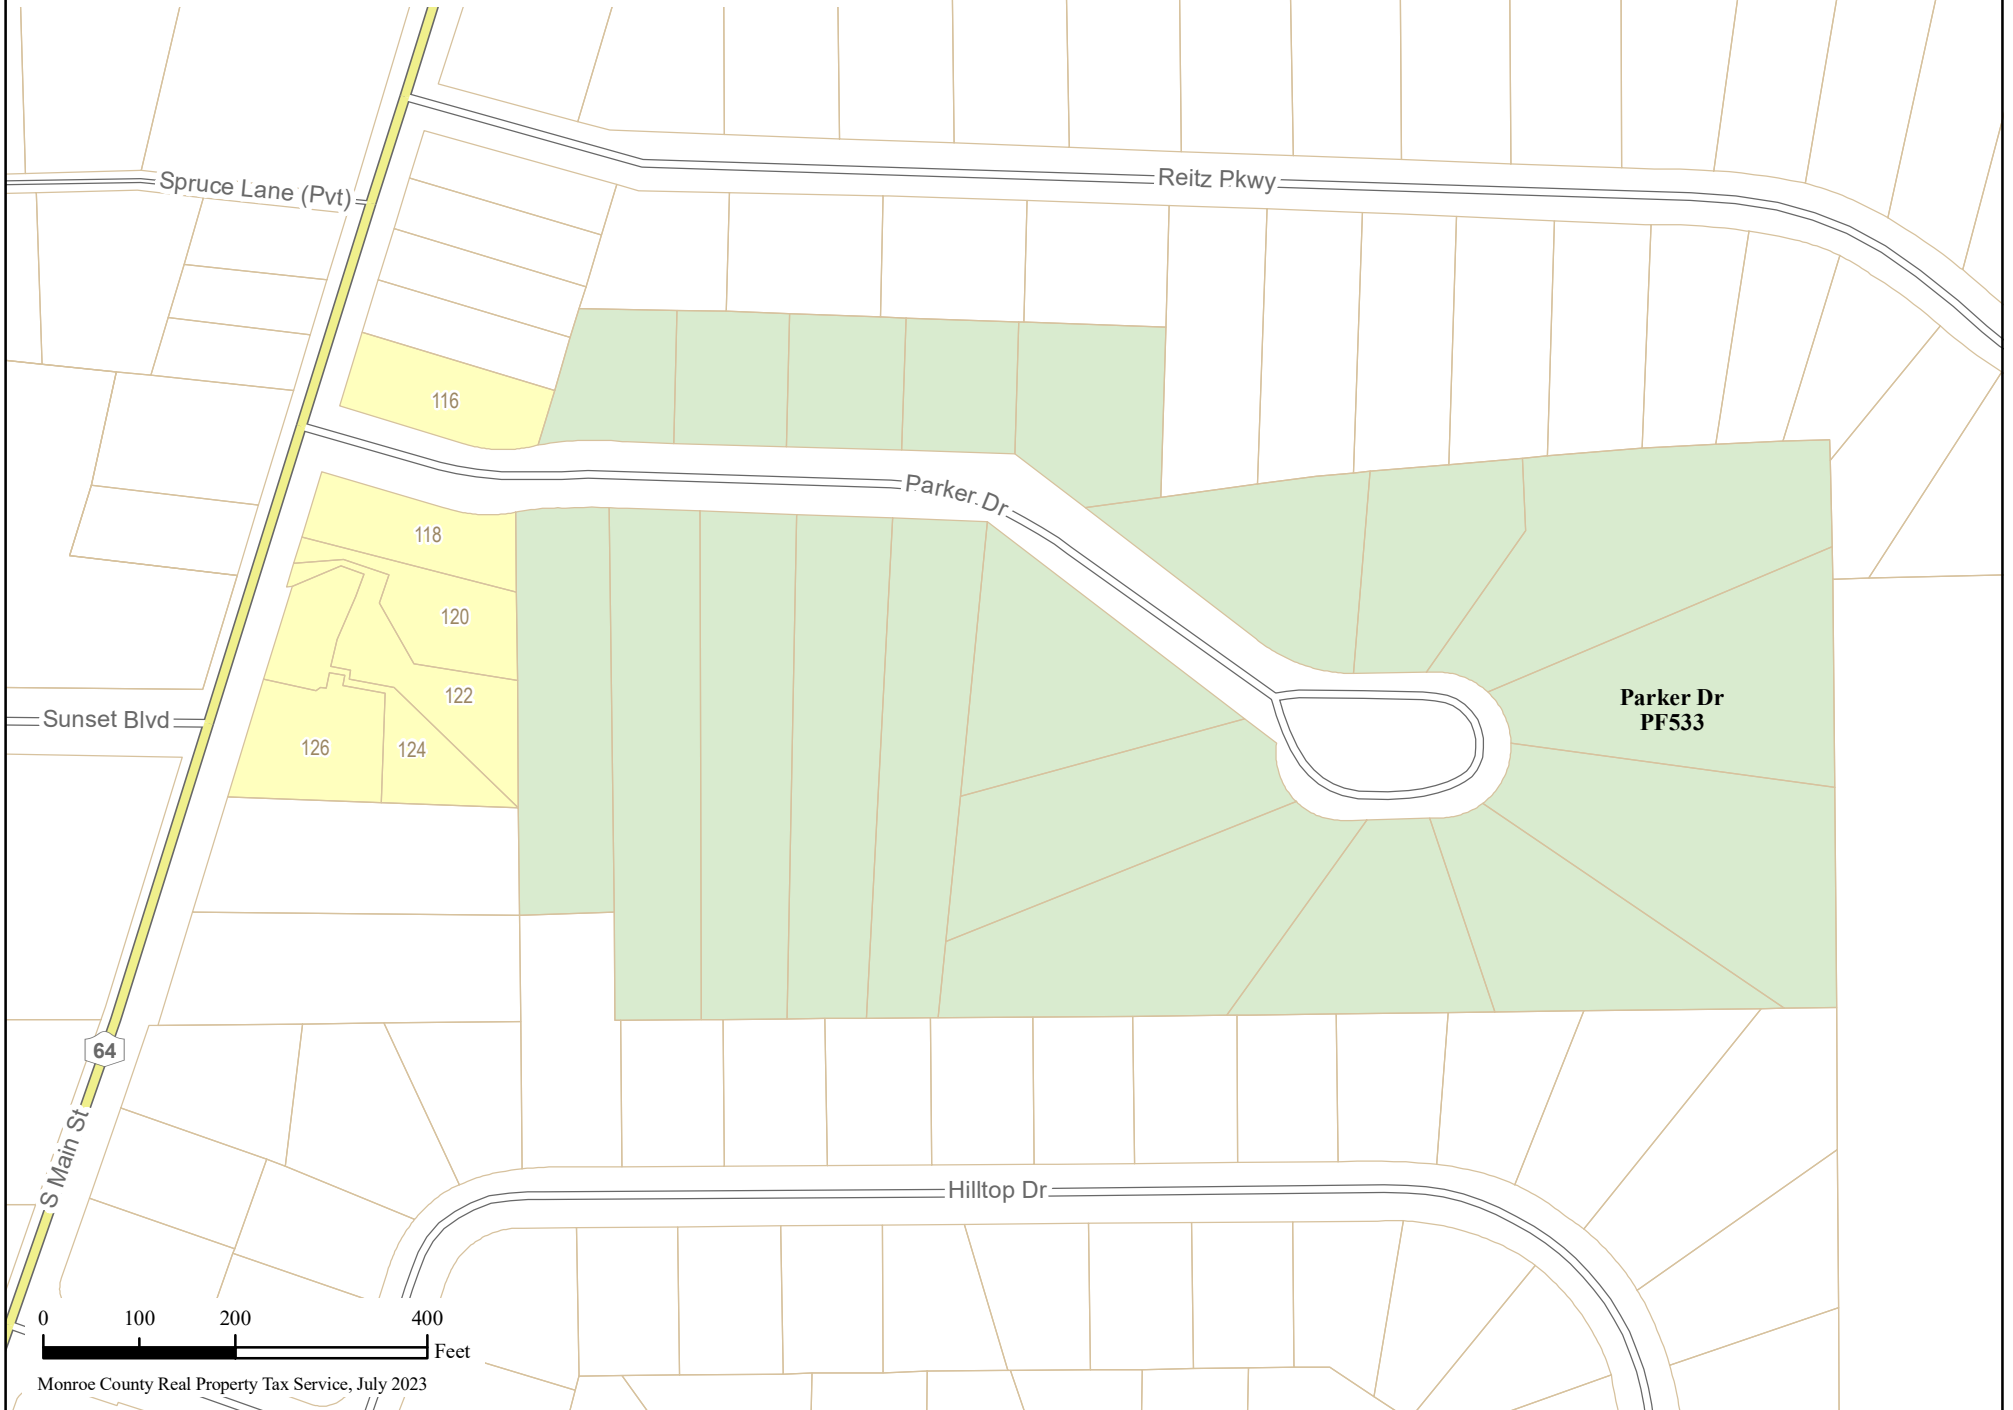 Spruce Lane (Pvt)
Reitz Pkwy
116
Parker Dr
118
120
122
Sunset Blvd
126
124
Parker Dr
PF533
64
S Main St
Hilltop Dr
0 100 200 400
Feet
Monroe County Real Property Tax Service, July 2023